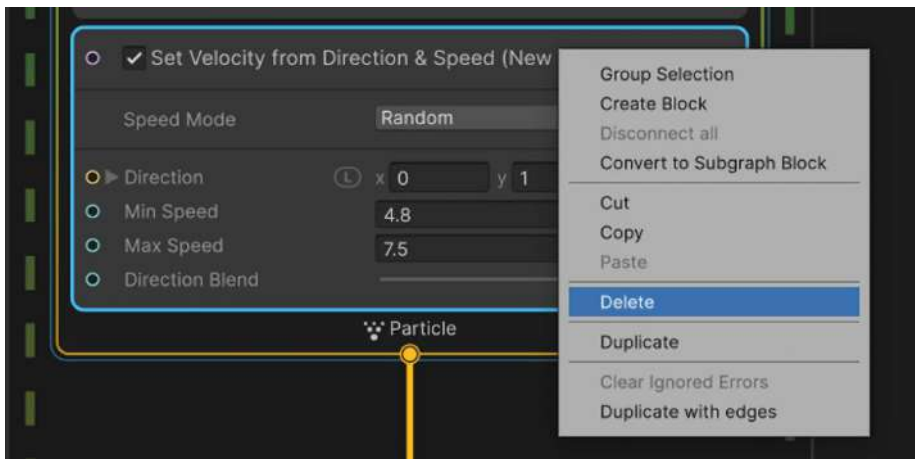 Set Velocity from Direction & Speed (New
Speed Mode
Random
Direction
L
x 0
y 1
Min Speed
4.8
Max Speed
7.5
Direction Blend
Particle
Group Selection
Create Block
Disconnect all
Convert to Subgraph Block
Cut
Copy
Paste
Delete
Duplicate
Clear Ignored Errors
Duplicate with edges